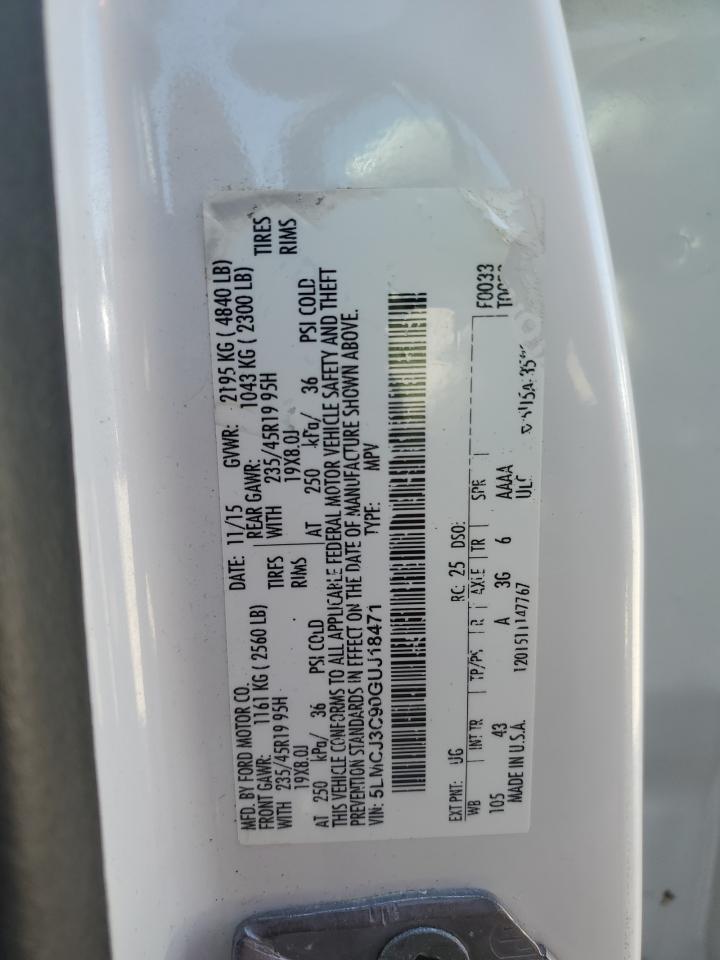 MFD. BY FORD MOTOR CO.
DATE: 11/15 GVWR: 2195 KG ( 4840 LB)
FRONT GAWR: 1161 KG ( 2560 LB)
REAR GAWR: 1043 KG ( 2300 LB)
WITH 235/45R19 95H TIRES
WITH 235/45R19 95H TIRES
19X8.0J RIMS
19X8.0J RIMS
AT 250 kPa/ 36 PSI COLD
AT 250 kPa/ 36 PSI COLD
THIS VEHICLE CONFORMS TO ALL APPLICABLE FEDERAL MOTOR VEHICLE SAFETY AND THEFT
PREVENTION STANDARDS IN EFFECT ON THE DATE OF MANUFACTURE SHOWN ABOVE.
VIN: 5LMCJ3C90GUJ18471
TYPE: MPV
EXT PNT: UG RC: 25 DSO: F0033
WB INT TR TP/PS R AXLE TR SPR
105 43 A 3G 6 AAAA
MADE IN U.S.A. 1201511147767